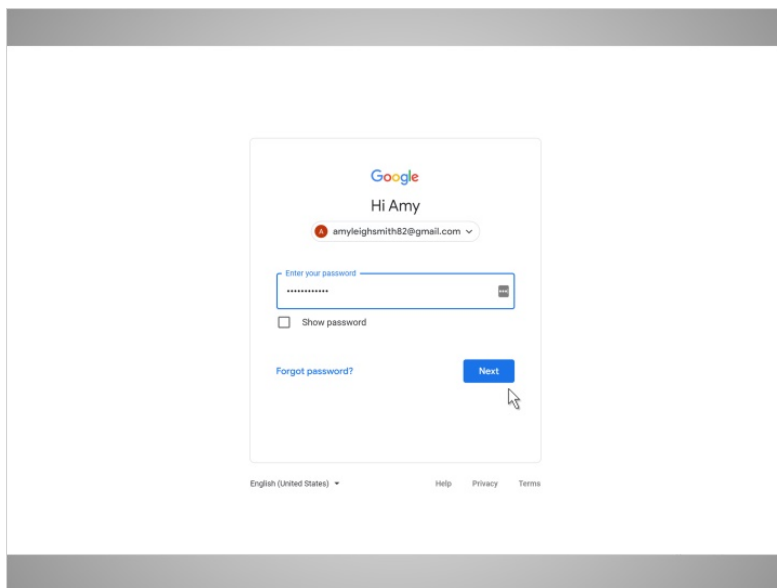 Google
Hi Amy
A amyleighsmith82@gmail.com
Enter your password
••••••••••••
Show password
Forgot password? Next
English (United States) Help Privacy Terms